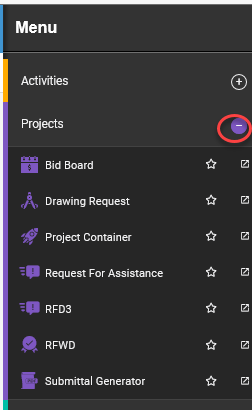 Menu
Activities
Projects
Bid Board
Drawing Request
Project Container
Request For Assistance
RFD3
RFWD
Submittal Generator